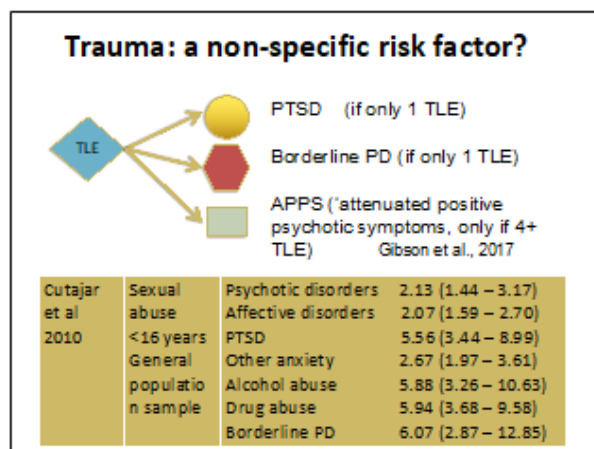 Trauma: a non-specific risk factor?
TLE
PTSD (if only 1 TLE)
Borderline PD (if only 1 TLE)
APPS ('attenuated positive
psychotic symptoms, only if 4+
TLE) Gibson et al., 2017
Cutajar Sexual Psychotic disorders 2.13 (1.44 – 3.17)
et al abuse Affective disorders 2.07 (1.59 – 2.70)
2010 <16 years PTSD 5.56 (3.44 – 8.99)
General Other anxiety 2.67 (1.97 – 3.61)
populatio Alcohol abuse 5.88 (3.26 – 10.63)
n sample Drug abuse 5.94 (3.68 – 9.58)
Borderline PD 6.07 (2.87 – 12.85)